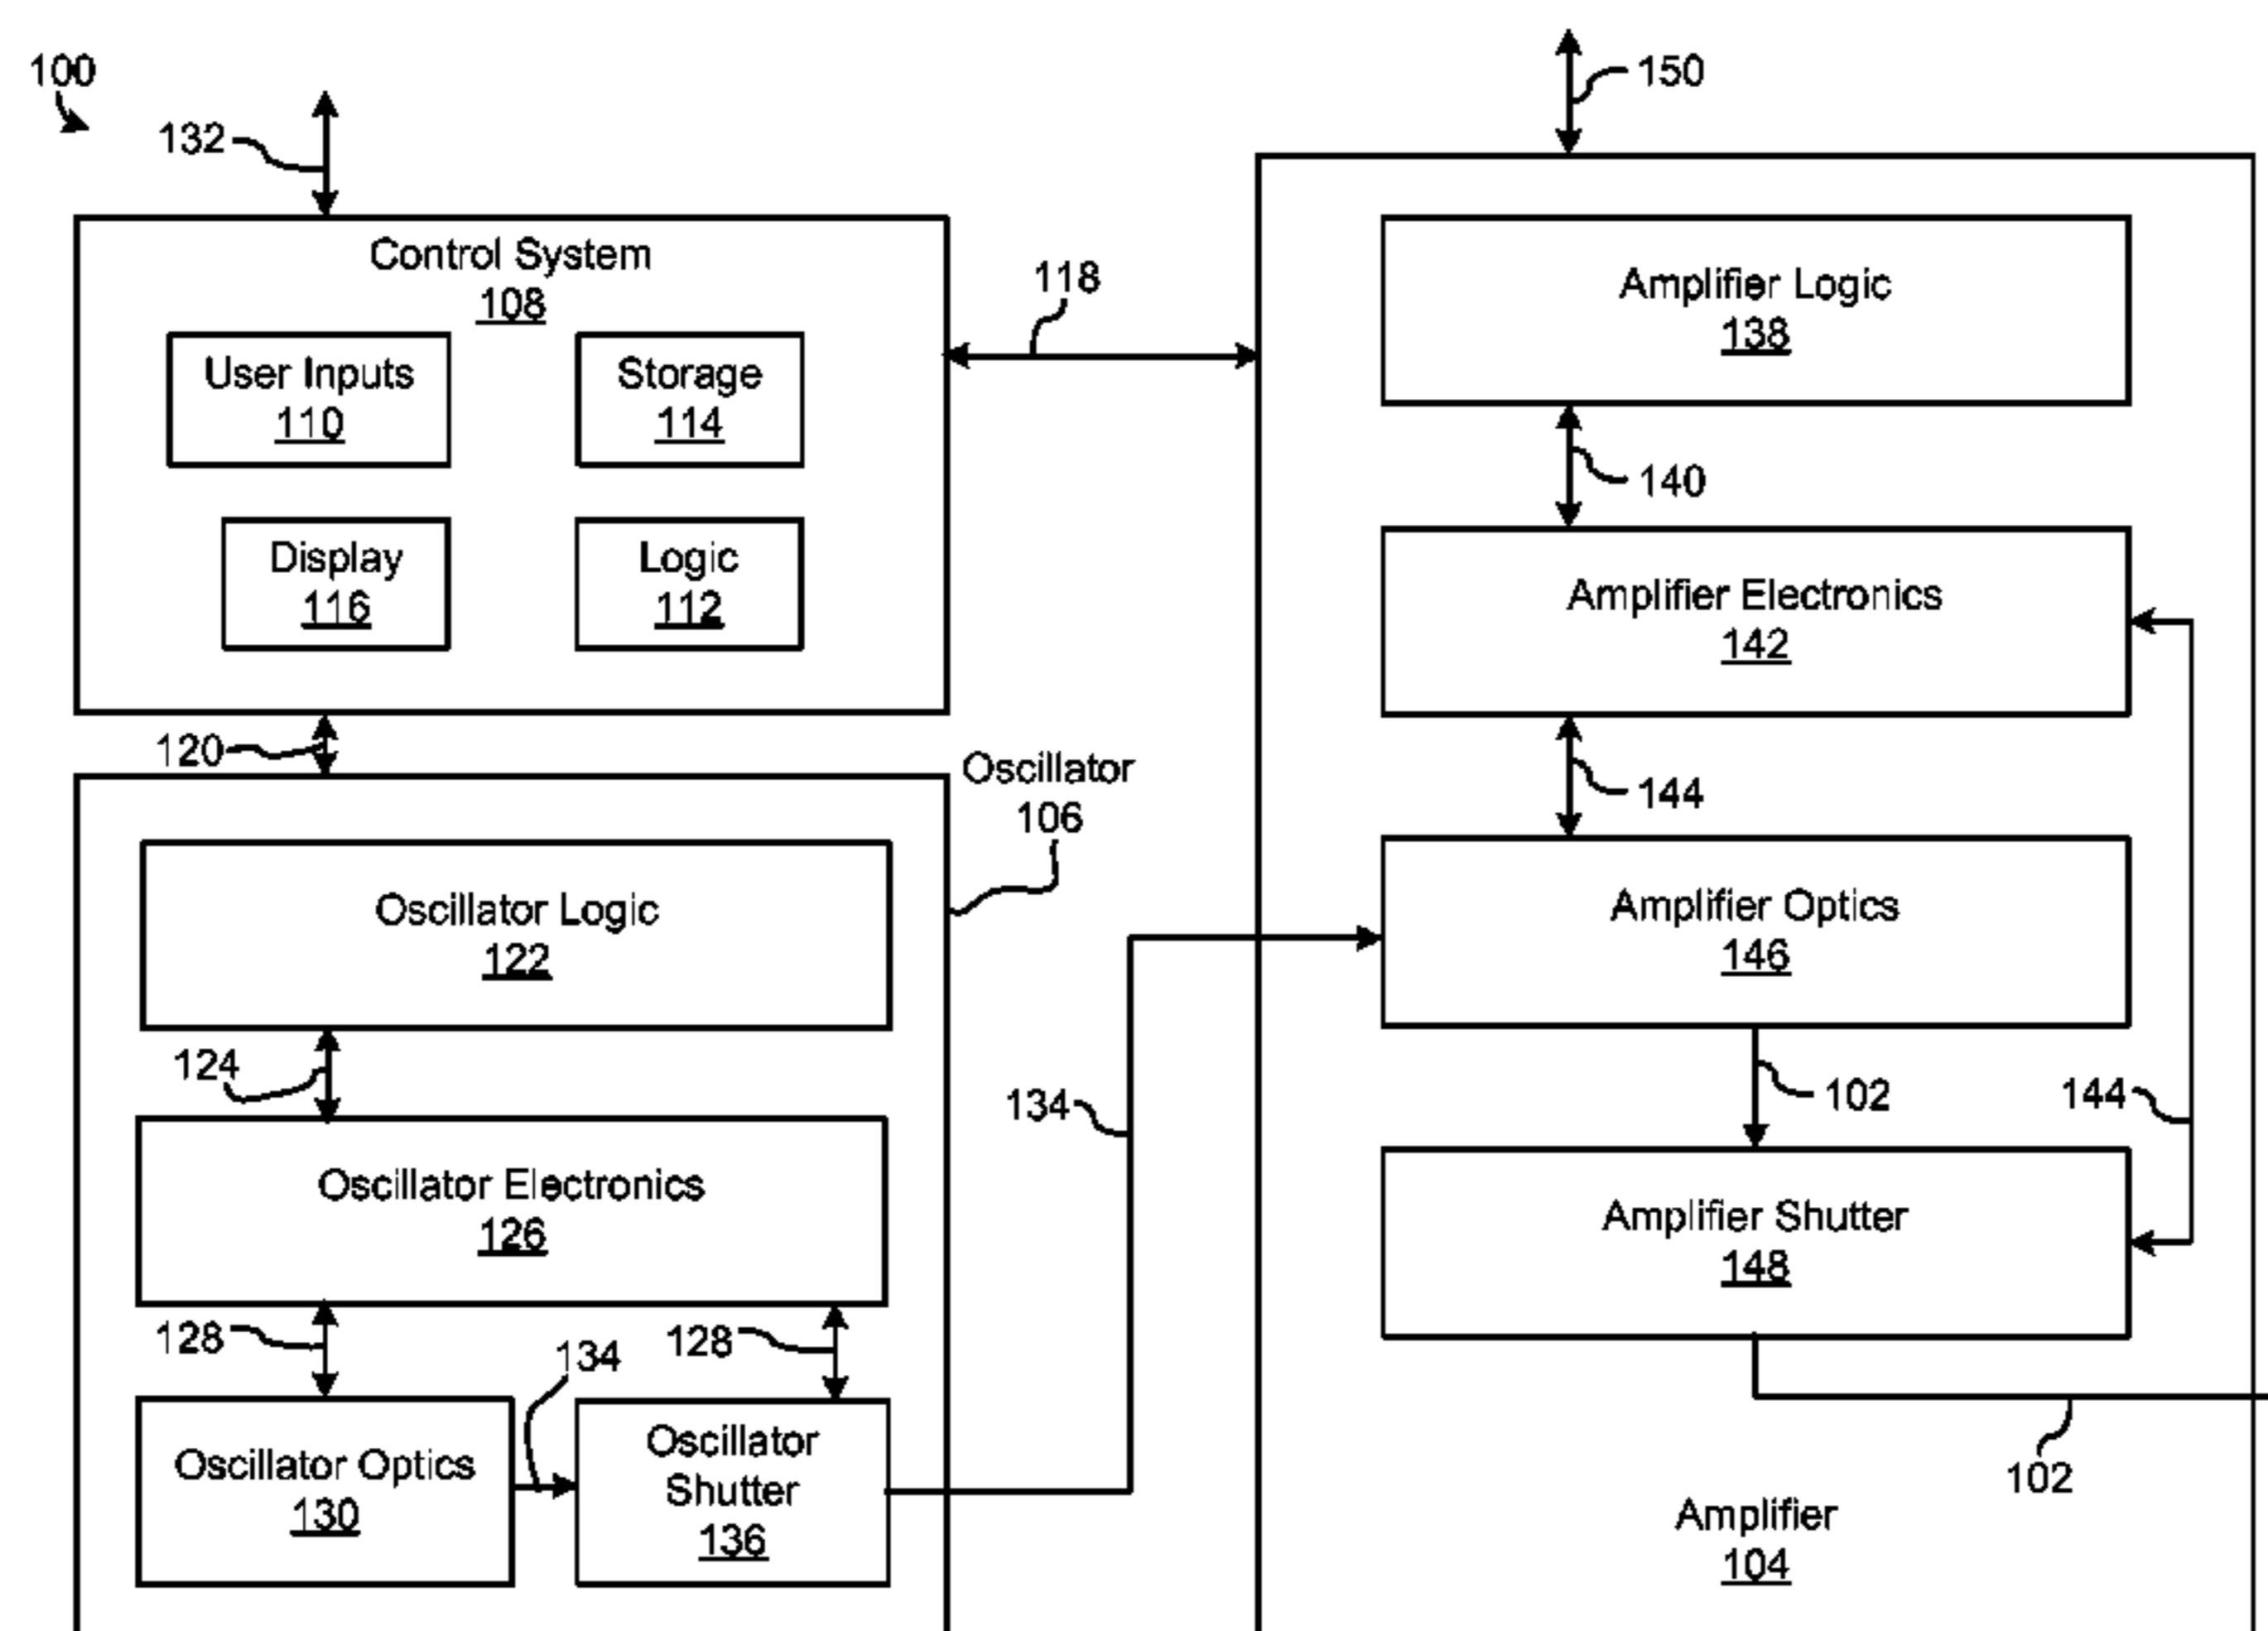 100
132
Control System
108
User Inputs
110
Storage
114
Display
116
Logic
112
118
120
Oscillator
106
Oscillator Logic
122
124
Oscillator Electronics
126
128
134
128
Oscillator Optics
130
Oscillator
Shutter
136
134
150
Amplifier Logic
138
140
Amplifier Electronics
142
144
Amplifier Optics
146
102
144
Amplifier Shutter
148
102
Amplifier
104